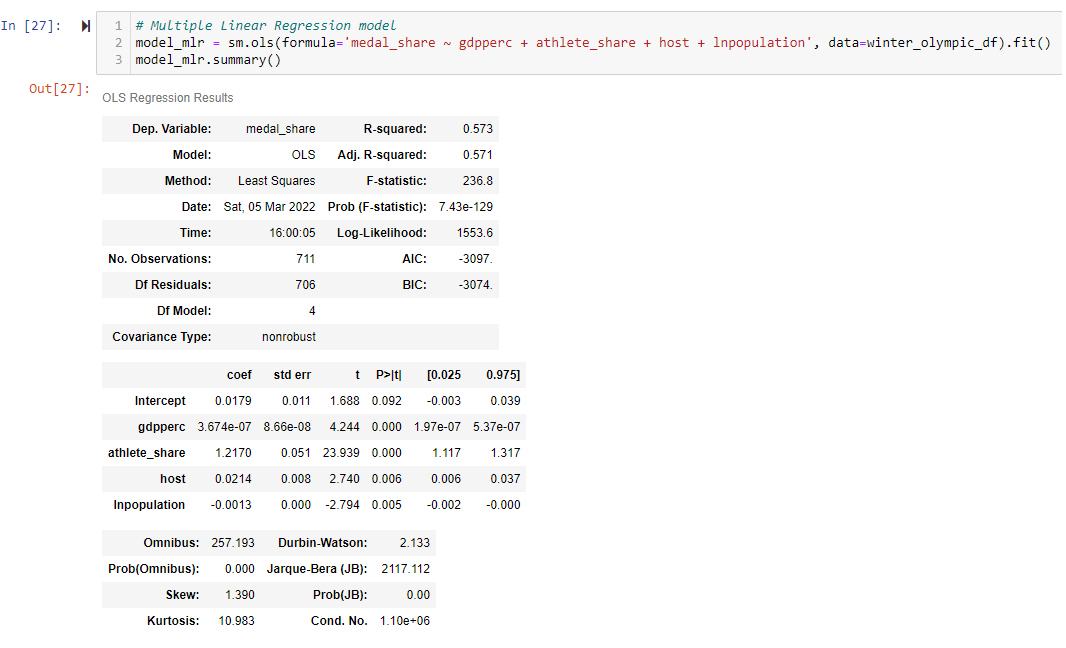 In [27]:
1 # Multiple Linear Regression model
2 model_mlr = sm.ols(formula='medal_share ~ gdpperc + athlete_share + host + lnpopulation', data=winter_olympic_df).fit()
3 model_mlr.summary()
Out[27]:
OLS Regression Results
Dep. Variable: medal_share R-squared: 0.573
Model: OLS Adj. R-squared: 0.571
Method: Least Squares F-statistic: 236.8
Date: Sat, 05 Mar 2022 Prob (F-statistic): 7.43e-129
Time: 16:00:05 Log-Likelihood: 1553.6
No. Observations: 711 AIC: -3097.
Df Residuals: 706 BIC: -3074.
Df Model: 4
Covariance Type: nonrobust
coef std err t P>|t| [0.025 0.975]
Intercept 0.0179 0.011 1.688 0.092 -0.003 0.039
gdpperc 3.674e-07 8.66e-08 4.244 0.000 1.97e-07 5.37e-07
athlete_share 1.2170 0.051 23.939 0.000 1.117 1.317
host 0.0214 0.008 2.740 0.006 0.006 0.037
lnpopulation -0.0013 0.000 -2.794 0.005 -0.002 -0.000
Omnibus: 257.193 Durbin-Watson: 2.133
Prob(Omnibus): 0.000 Jarque-Bera (JB): 2117.112
Skew: 1.390 Prob(JB): 0.00
Kurtosis: 10.983 Cond. No. 1.10e+06